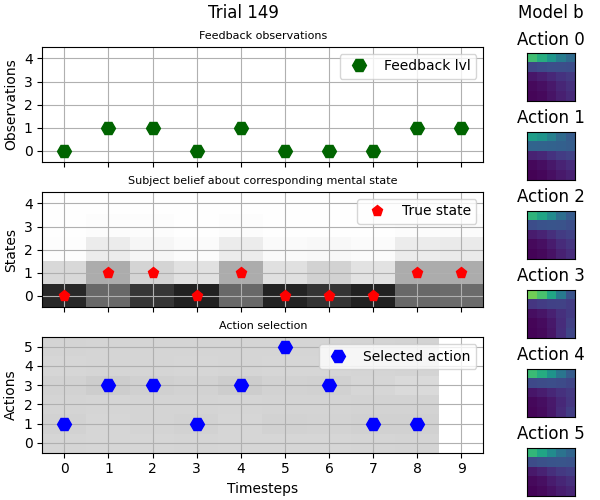 Trial 149
Model b
Feedback observations
Observations
4
3
2
1
0
Feedback lvl
Subject belief about corresponding mental state
States
4
3
2
1
0
True state
Action selection
Actions
5
4
3
2
1
0
Selected action
0 1 2 3 4 5 6 7 8 9
Timesteps
Action 0
Action 1
Action 2
Action 3
Action 4
Action 5